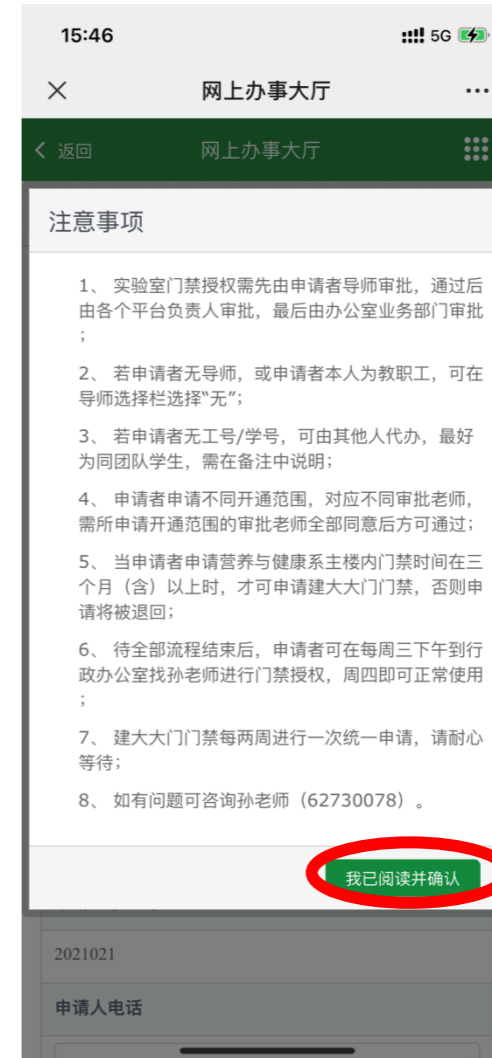 15:46
5G
网上办事大厅
返回
网上办事大厅
注意事项
1、 实验室门禁授权需先由申请者导师审批，通过后
由各个平台负责人审批，最后由办公室业务部门审批
；
2、 若申请者无导师，或申请者本人为教职工，可在
导师选择栏选择“无”；
3、 若申请者无工号/学号，可由其他人代办，最好
为同团队学生，需在备注中说明；
4、 申请者申请不同开通范围，对应不同审批老师，
需所申请开通范围的审批老师全部同意后方可通过；
5、 当申请者申请营养与健康系主楼内门禁时间在三
个月（含）以上时，才可申请建大大门门禁，否则申
请将被退回；
6、 待全部流程结束后，申请者可在每周三下午到行
政办公室找孙老师进行门禁授权，周四即可正常使用
；
7、 建大大门门禁每两周进行一次统一申请，请耐心
等待；
8、 如有问题可咨询孙老师（62730078）。
我已阅读并确认
2021021
申请人电话